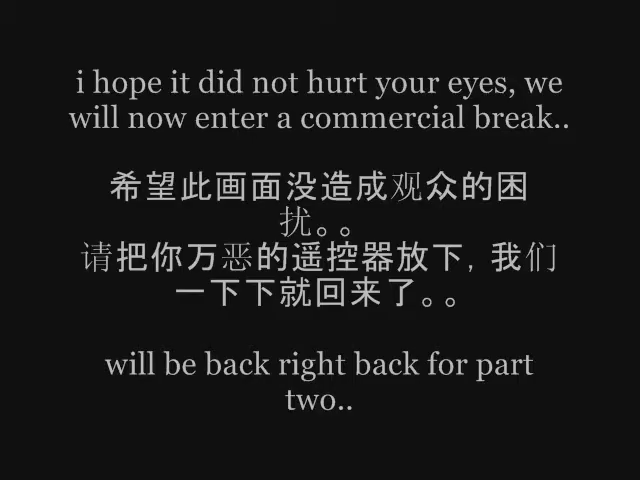 i hope it did not hurt your eyes, we
will now enter a commercial break..
希望此画面没造成观众的困
扰。。
请把你万恶的遥控器放下, 我们
一下下就回来了。。
will be back right back for part
two..